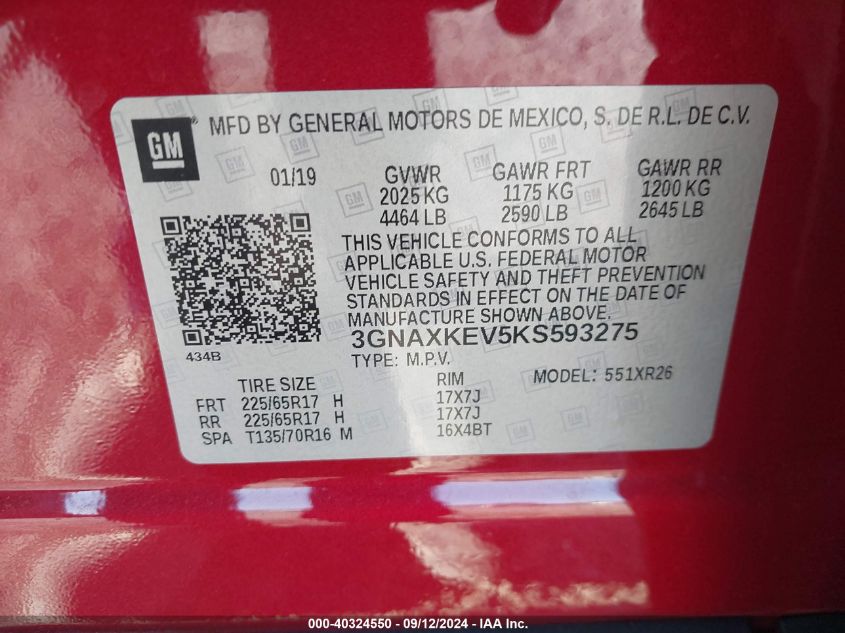 GM MFD BY GENERAL MOTORS DE MEXICO, S. DE R.L. DE C.V.
01/19 GVWR GAWR FRT GAWR RR
2025 KG 1175 KG 1200 KG
4464 LB 2590 LB 2645 LB
THIS VEHICLE CONFORMS TO ALL
APPLICABLE U.S. FEDERAL MOTOR
VEHICLE SAFETY AND THEFT PREVENTION
STANDARDS IN EFFECT ON THE DATE OF
MANUFACTURE SHOWN ABOVE.
434B 3GNAXKEV5KS593275
TYPE: M.P.V.
TIRE SIZE RIM MODEL: 551XR26
FRT 225/65R17 H 17X7J
RR 225/65R17 H 17X7J
SPA T135/70R16 M 16X4BT
000-40324550 - 09/12/2024 - IAA Inc.